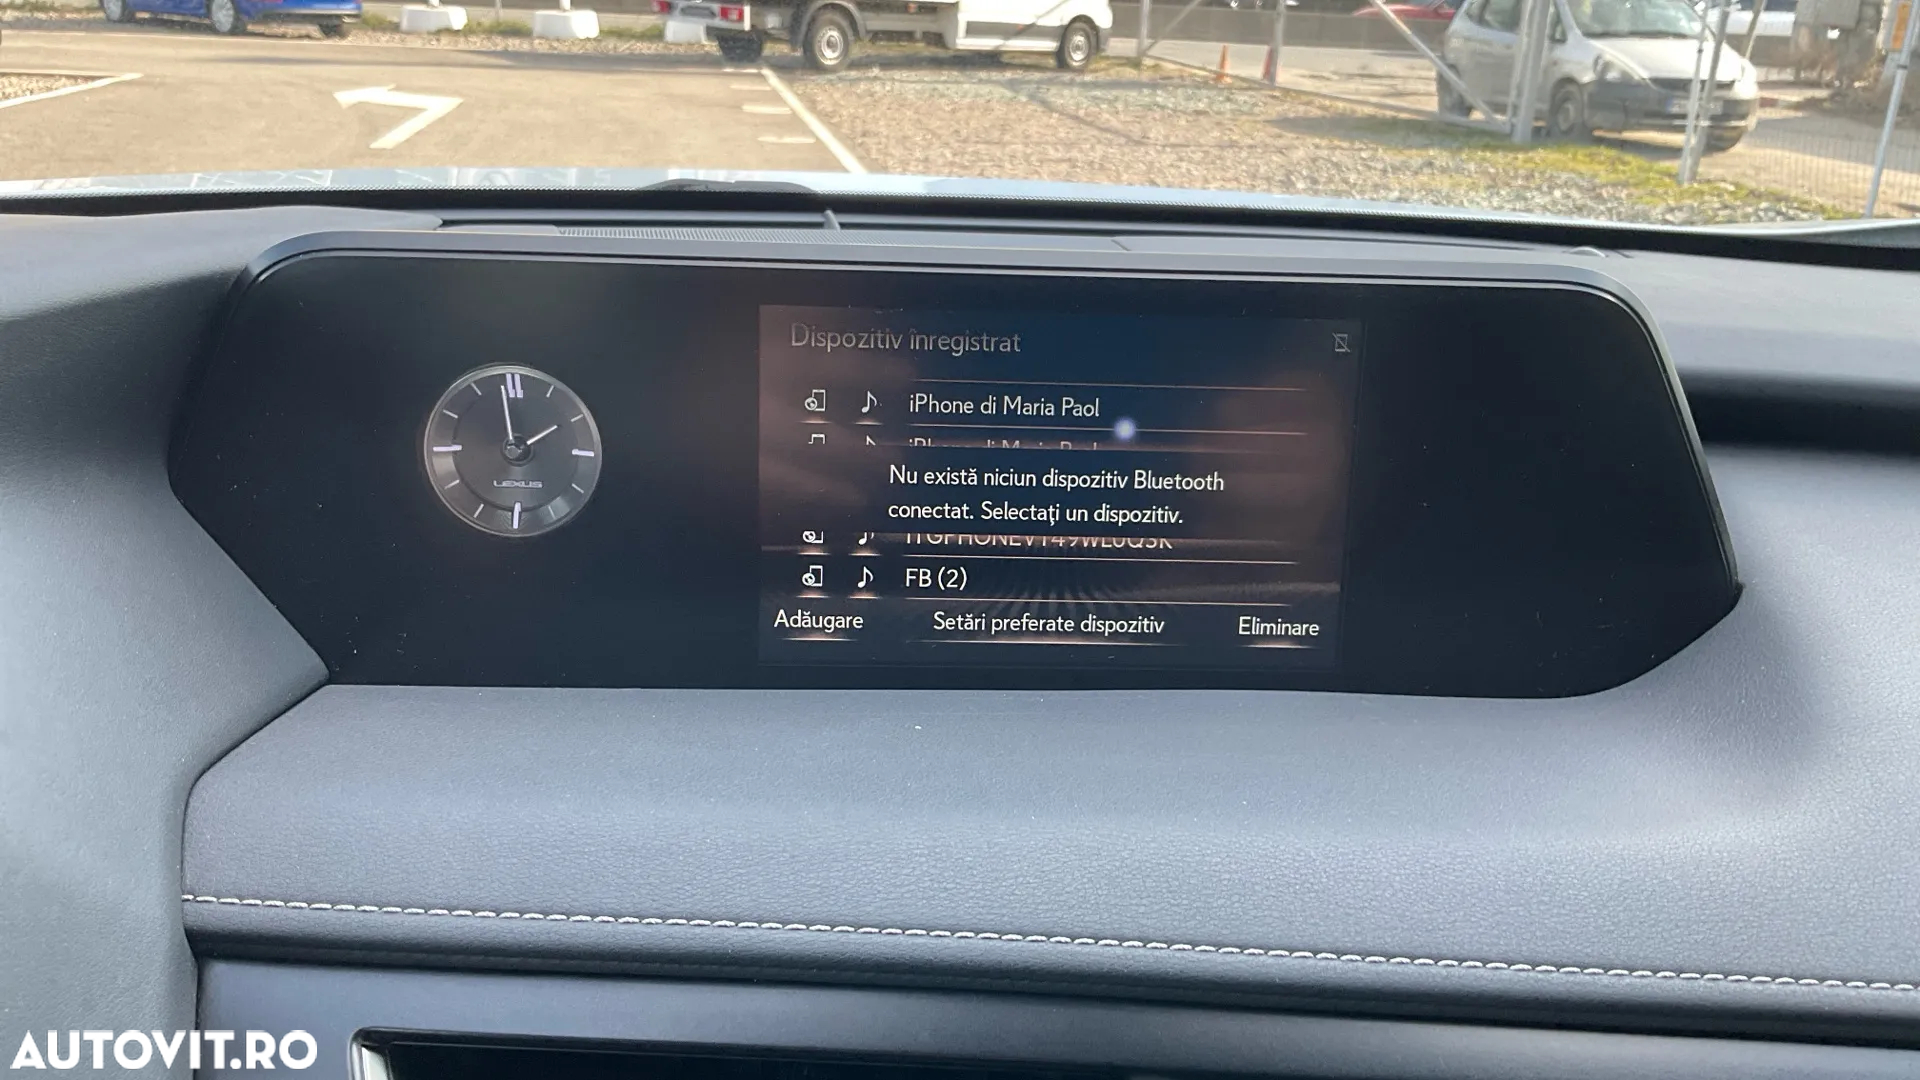 Dispozitiv înregistrat
iPhone di Maria Paol
Nu există niciun dispozitiv Bluetooth
conectat. Selectaţi un dispozitiv.
FB (2)
Adăugare Setări preferate dispozitiv Eliminare
LEXUS
AUTOVIT.RO